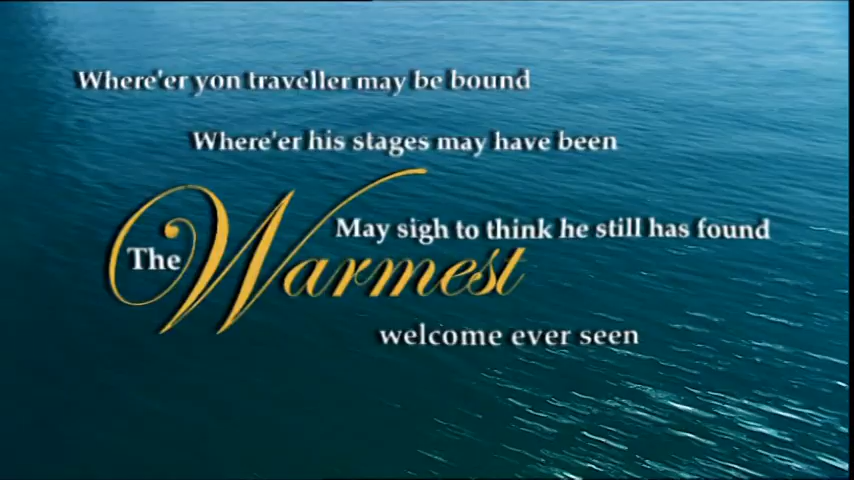 Where'er yon traveller may be bound
Where'er his stages may have been
May sigh to think he still has found
The Warmest
welcome ever seen